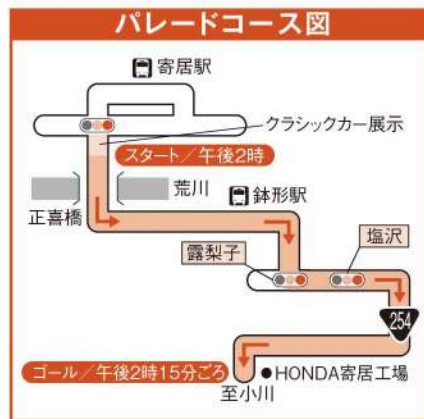 パレードコース図
寄居駅
クラシックカー展示
スタート／午後2時
荒川
正喜橋
鉢形駅
露梨子
塩沢
254
ゴール／午後2時15分ごろ
●HONDA寄居工場
至小川